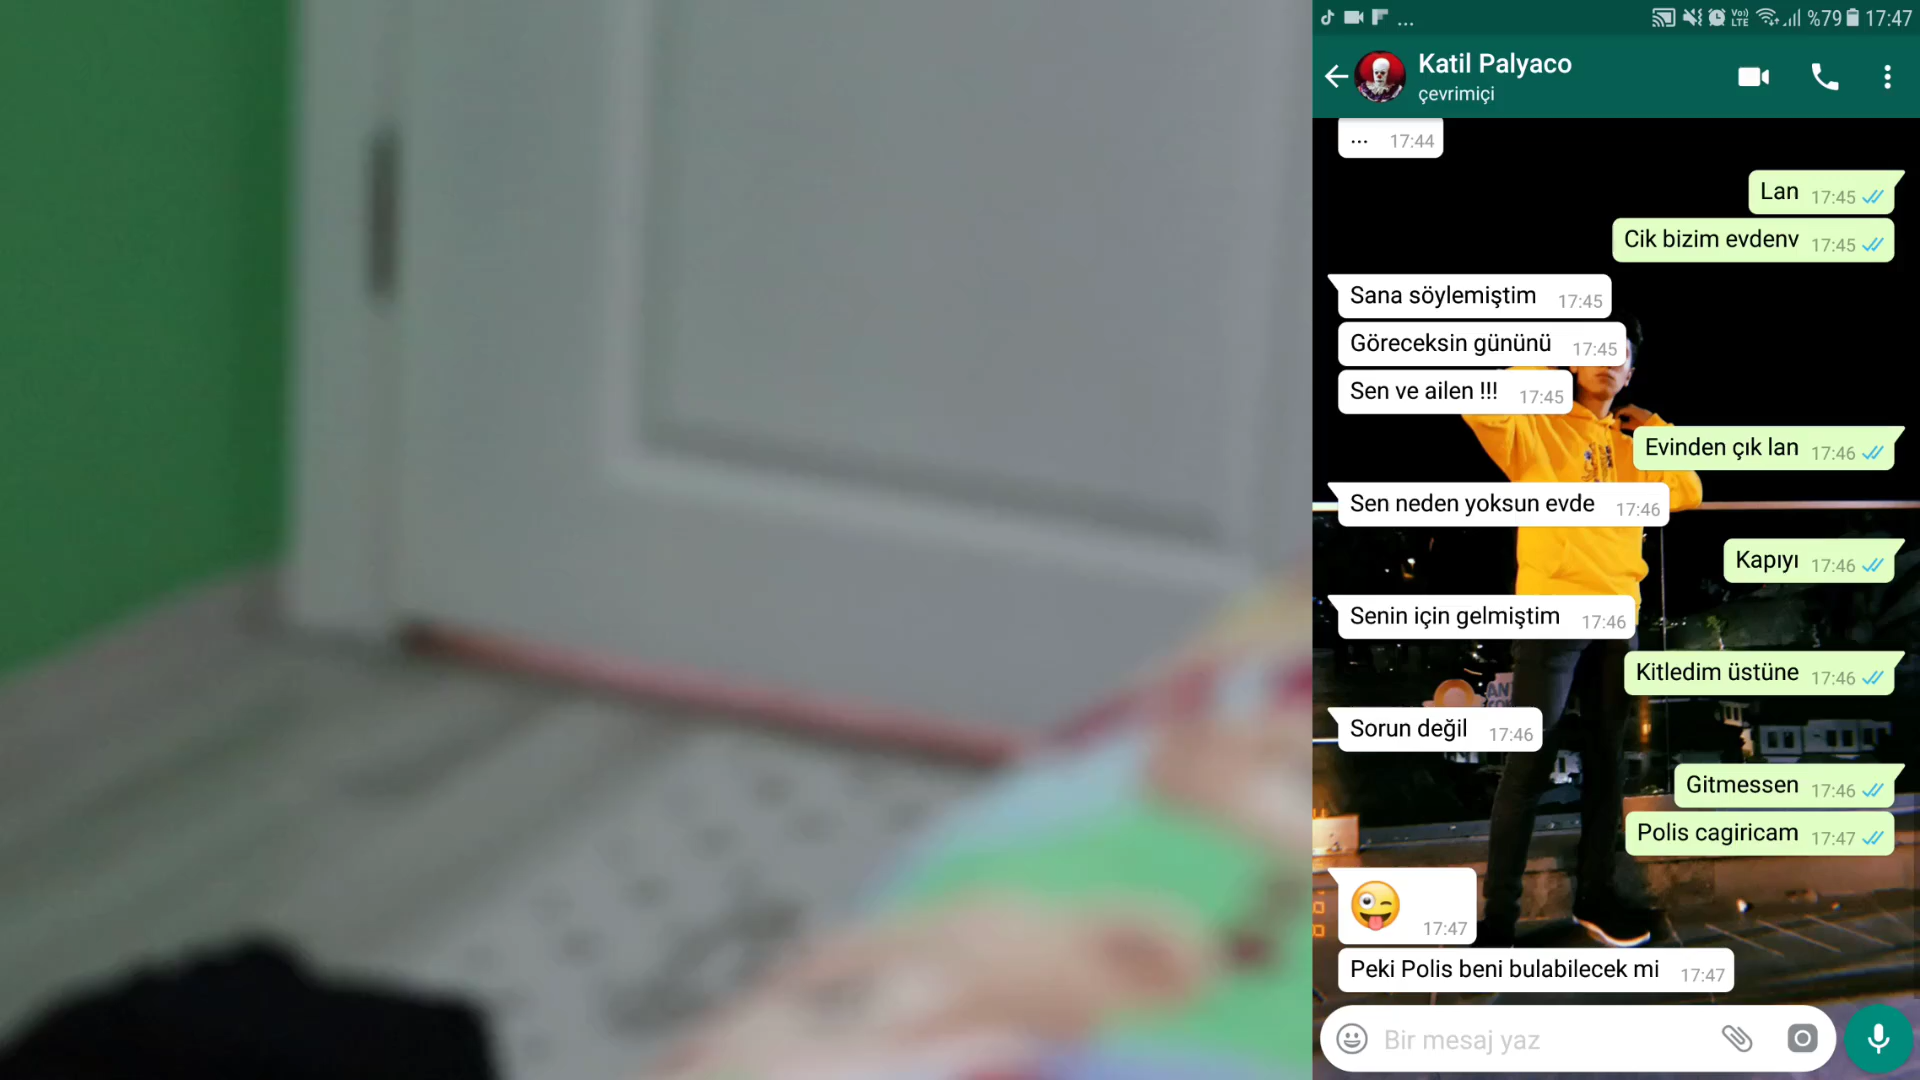 ... %79 17:47
Katil Palyaco
çevrimiçi
... 17:44
Lan 17:45
Cik bizim evdenv 17:45
Sana söylemiştim 17:45
Göreceksin gününü 17:45
Sen ve ailen !!! 17:45
Evinden çık lan 17:46
Sen neden yoksun evde 17:46
Kapıyı 17:46
Senin için gelmiştim 17:46
Kitledim üstüne 17:46
Sorun değil 17:46
Gitmessen 17:46
Polis cagiricam 17:47
😜 17:47
Peki Polis beni bulabilecek mi 17:47
Bir mesaj yaz